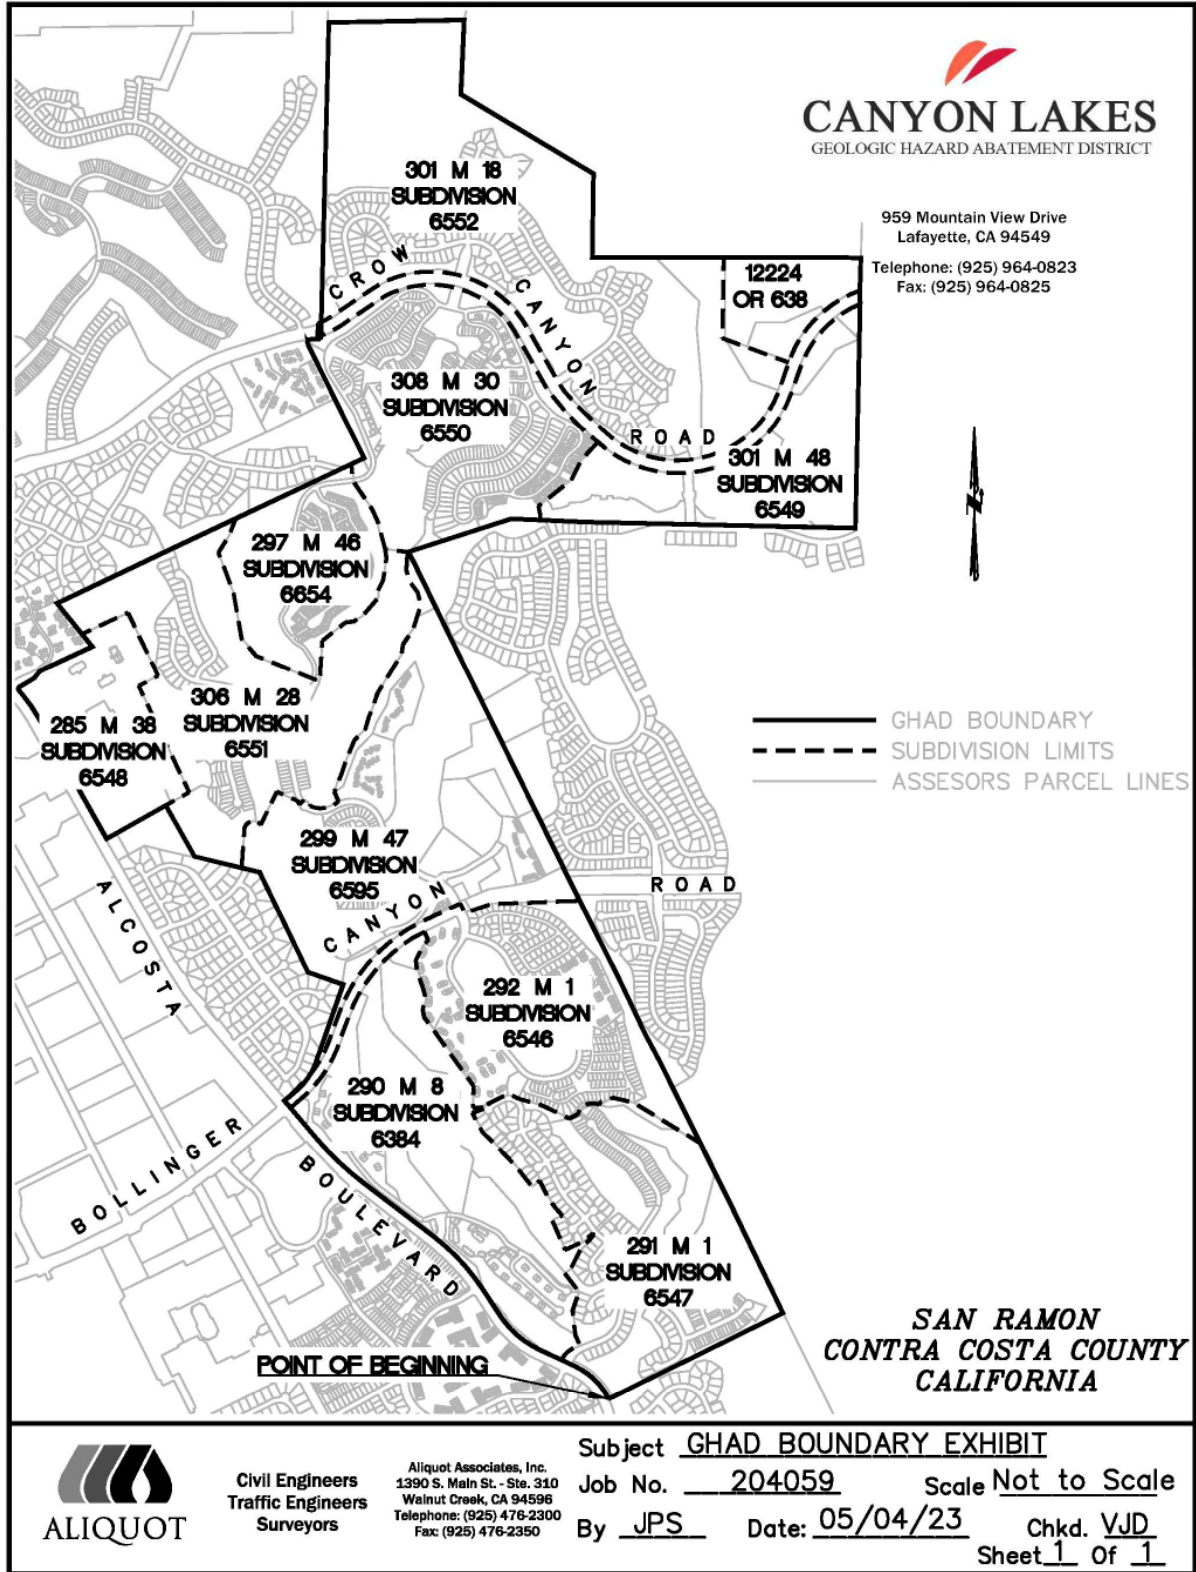 CANYON LAKES
GEOLOGIC HAZARD ABATEMENT DISTRICT
959 Mountain View Drive
Lafayette, CA 94549
Telephone: (925) 964-0823
Fax: (925) 964-0825
301 M 18
SUBDIVISION
6552
CROW
CANYON
ROAD
12224
OR 638
308 M 30
SUBDIVISION
6550
301 M 48
SUBDIVISION
6549
297 M 46
SUBDIVISION
6654
306 M 28
SUBDIVISION
6551
285 M 38
SUBDIVISION
6548
GHAD BOUNDARY
SUBDIVISION LIMITS
ASSESORS PARCEL LINES
299 M 47
SUBDIVISION
6595
ALCOSTA
BOULEVARD
BOLLINGER
CANYON
ROAD
292 M 1
SUBDIVISION
6546
290 M 8
SUBDIVISION
6384
291 M 1
SUBDIVISION
6547
POINT OF BEGINNING
SAN RAMON
CONTRA COSTA COUNTY
CALIFORNIA
ALIQUOT
Civil Engineers
Traffic Engineers
Surveyors
Aliquot Associates, Inc.
1390 S. Main St. - Ste. 310
Walnut Creek, CA 94596
Telephone: (925) 476-2300
Fax: (925) 476-2350
Subject GHAD BOUNDARY EXHIBIT
Job No. 204059 Scale Not to Scale
By JPS Date: 05/04/23 Chkd. VJD
Sheet 1 Of 1